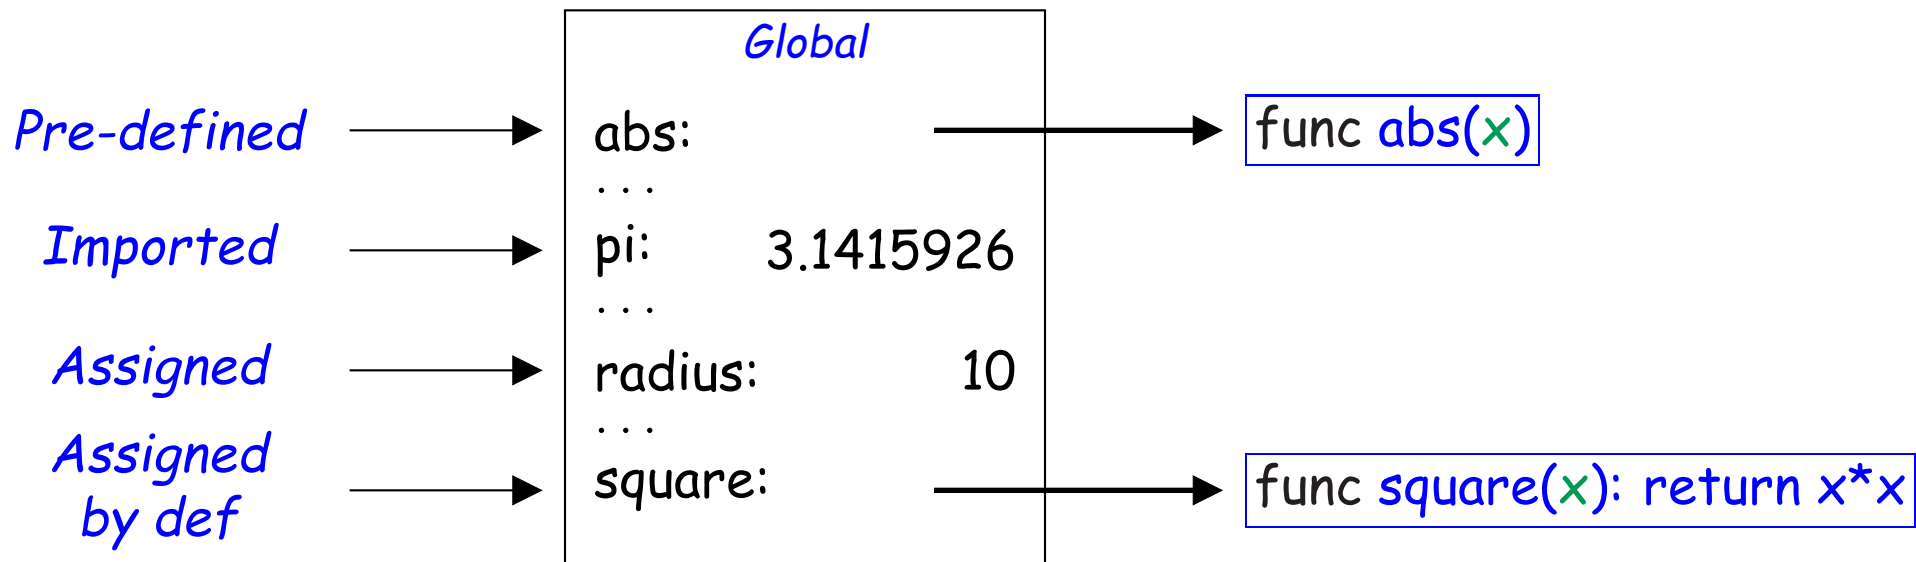 Global
Pre-defined abs: func abs(x)
. . .
Imported pi: 3.1415926
. . .
Assigned radius: 10
. . .
Assigned
by def
square: func square(x): return x*x